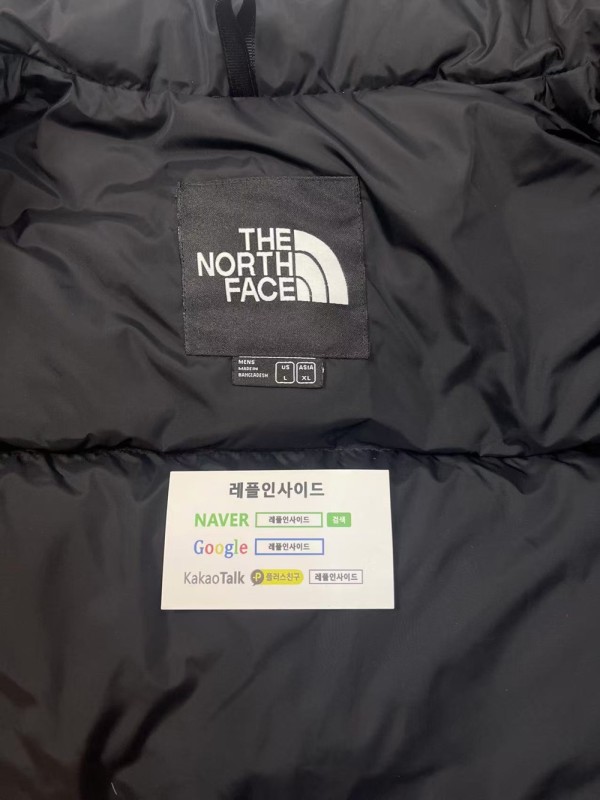 THE
NORTH
FACE
MENS
MADE IN
BANGLADESH
US
L
ASIA
XL
레플인사이드
NAVER 레플인사이드 검색
Google 레플인사이드
KakaoTalk P 플러스친구 레플인사이드